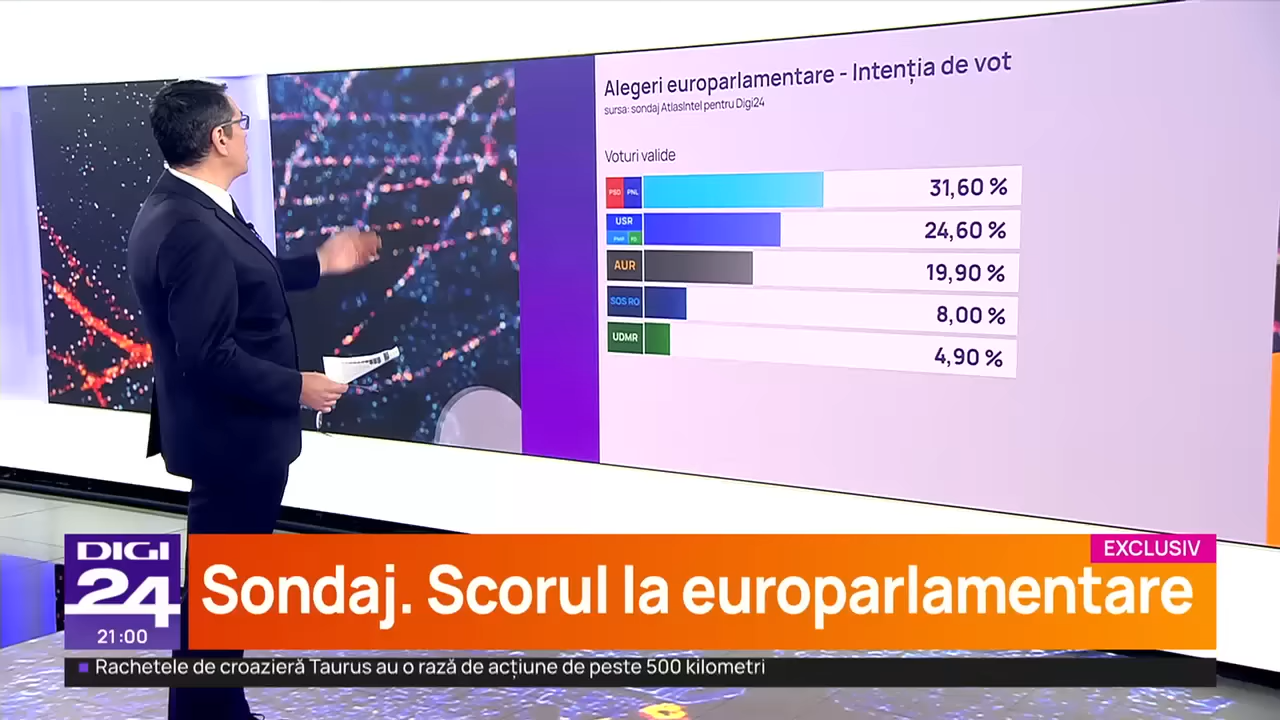 Alegeri europarlamentare - Intenția de vot
sursa: sondaj AtlasIntel pentru Digi24
Voturi valide
PSD PNL 31,60 %
USR PMP FD 24,60 %
AUR 19,90 %
SOS RO 8,00 %
UDMR 4,90 %
EXCLUSIV
DIGI
24
21:00
Sondaj. Scorul la europarlamentare
Rachetele de croazieră Taurus au o rază de acțiune de peste 500 kilometri